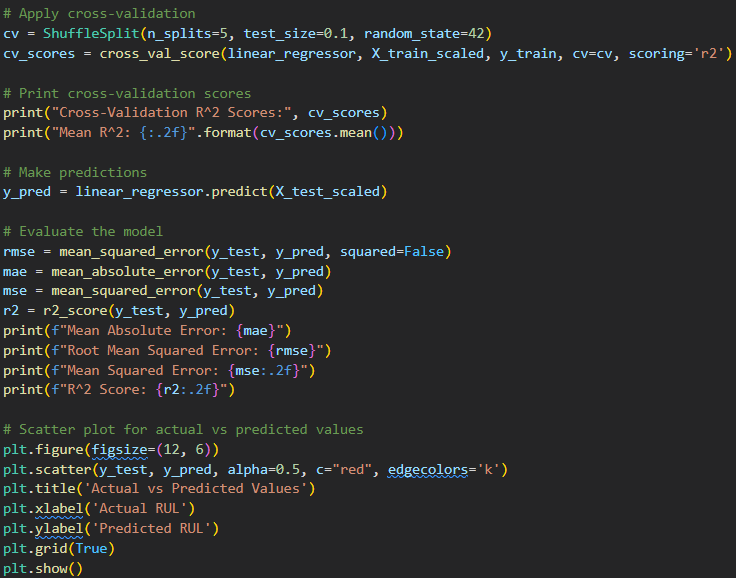 # Apply cross-validation
cv = ShuffleSplit(n_splits=5, test_size=0.1, random_state=42)
cv_scores = cross_val_score(linear_regressor, X_train_scaled, y_train, cv=cv, scoring='r2')
# Print cross-validation scores
print("Cross-Validation R^2 Scores:", cv_scores)
print("Mean R^2: {:.2f}".format(cv_scores.mean()))
# Make predictions
y_pred = linear_regressor.predict(X_test_scaled)
# Evaluate the model
rmse = mean_squared_error(y_test, y_pred, squared=False)
mae = mean_absolute_error(y_test, y_pred)
mse = mean_squared_error(y_test, y_pred)
r2 = r2_score(y_test, y_pred)
print(f"Mean Absolute Error: {mae}")
print(f"Root Mean Squared Error: {rmse}")
print(f"Mean Squared Error: {mse:.2f}")
print(f"R^2 Score: {r2:.2f}")
# Scatter plot for actual vs predicted values
plt.figure(figsize=(12, 6))
plt.scatter(y_test, y_pred, alpha=0.5, c="red", edgecolors='k')
plt.title('Actual vs Predicted Values')
plt.xlabel('Actual RUL')
plt.ylabel('Predicted RUL')
plt.grid(True)
plt.show()